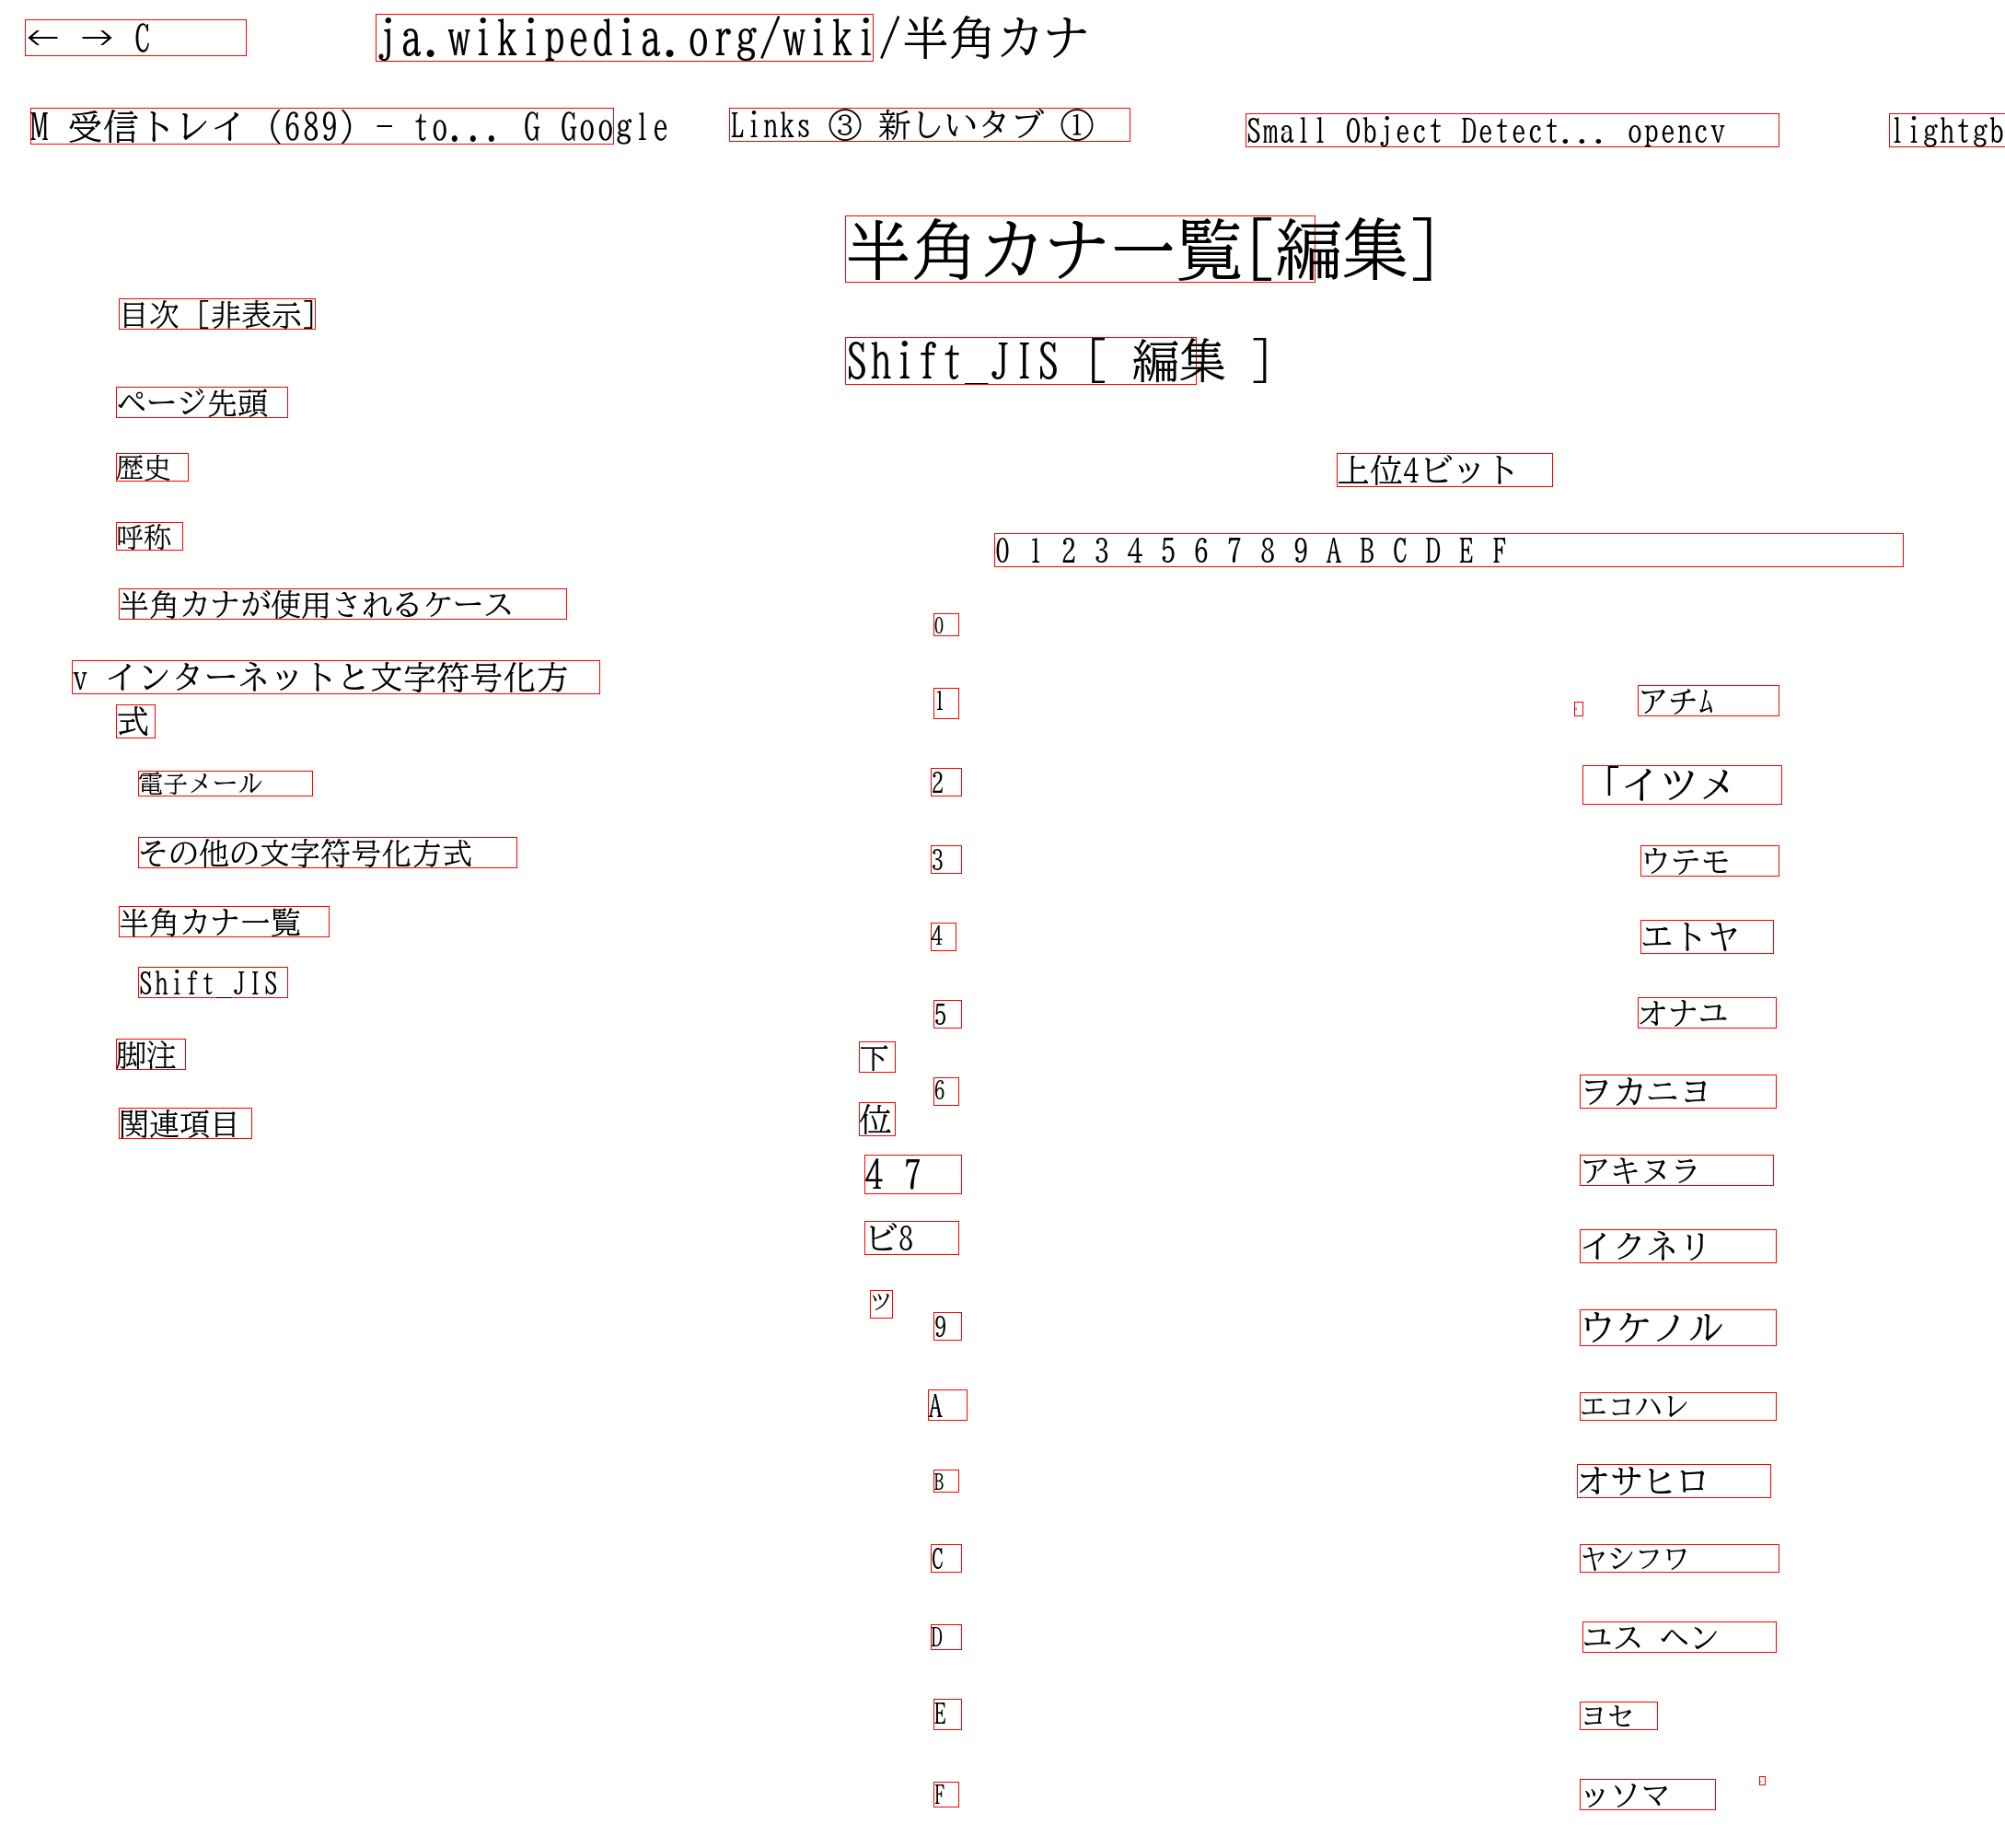 ← → C ja.wikipedia.org/wiki/半角カナ
M 受信トレイ (689) - to... G Google Links ③ 新しいタブ ① Small Object Detect... opencv lightgb
半角カナ一覧[編集]
目次 [非表示]
Shift_JIS [ 編集 ]
ページ先頭
歴史
上位4ビット
呼称
0 1 2 3 4 5 6 7 8 9 A B C D E F
半角カナが使用されるケース
0
v インターネットと文字符号化方
式
1 アチム
電子メール
2 「イツメ
その他の文字符号化方式
3 ウテモ
半角カナ一覧
4 エトヤ
Shift_JIS
5 オナユ
脚注
下
6 ヲカニヨ
関連項目
位
4 7 アキヌラ
ビ8 イクネリ
ツ
9 ウケノル
A エコハレ
B オサヒロ
C ヤシフワ
D ユス ヘン
E ヨセ
F ッソマ